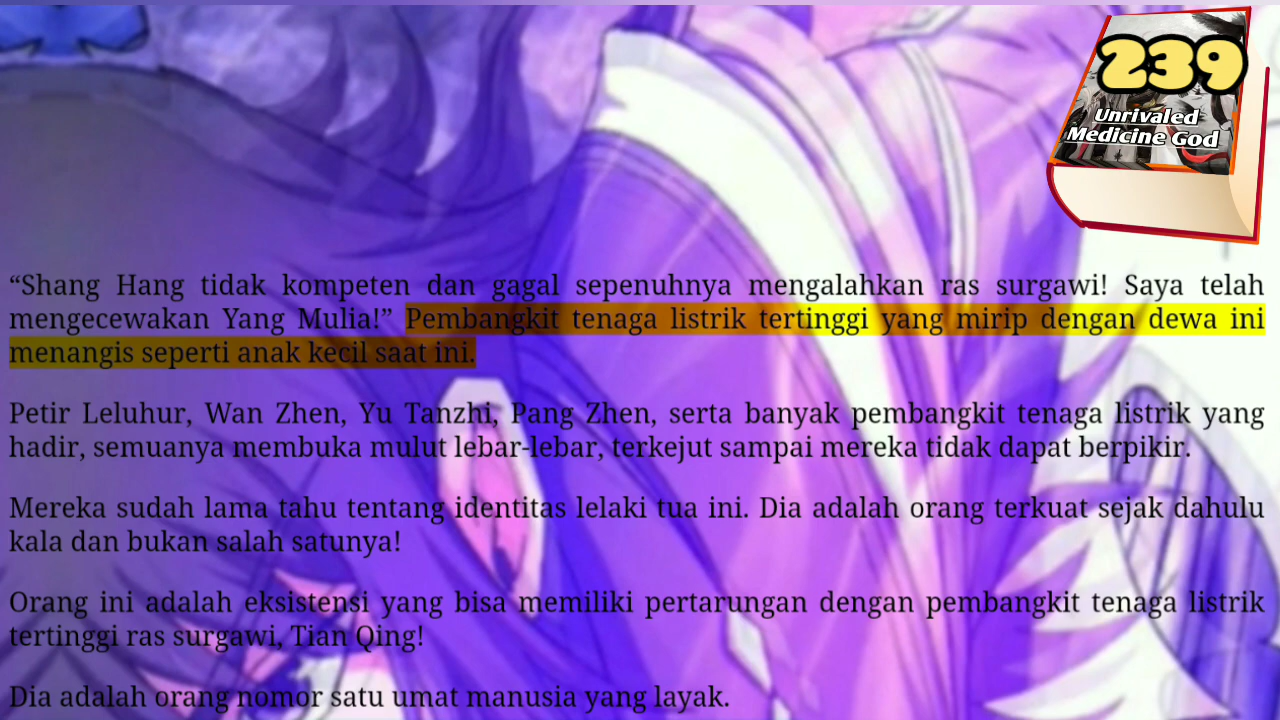 239
Unrivaled
Medicine God
“Shang Hang tidak kompeten dan gagal sepenuhnya mengalahkan ras surgawi! Saya telah
mengecewakan Yang Mulia!” Pembangkit tenaga listrik tertinggi yang mirip dengan dewa ini
menangis seperti anak kecil saat ini.
Petir Leluhur, Wan Zhen, Yu Tanzhi, Pang Zhen, serta banyak pembangkit tenaga listrik yang
hadir, semuanya membuka mulut lebar-lebar, terkejut sampai mereka tidak dapat berpikir.
Mereka sudah lama tahu tentang identitas lelaki tua ini. Dia adalah orang terkuat sejak dahulu
kala dan bukan salah satunya!
Orang ini adalah eksistensi yang bisa memiliki pertarungan dengan pembangkit tenaga listrik
tertinggi ras surgawi, Tian Qing!
Dia adalah orang nomor satu umat manusia yang layak.